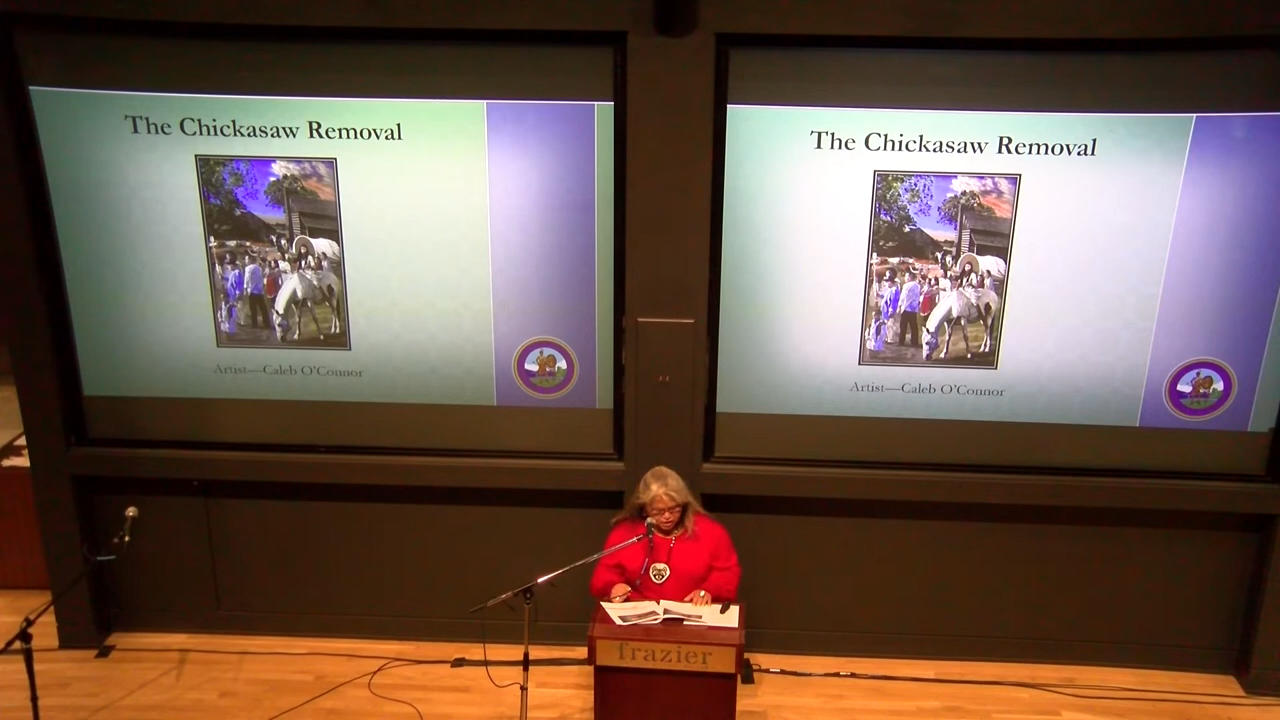 The Chickasaw Removal
Artist—Caleb O'Connor
The Chickasaw Removal
Artist—Caleb O'Connor
frazier